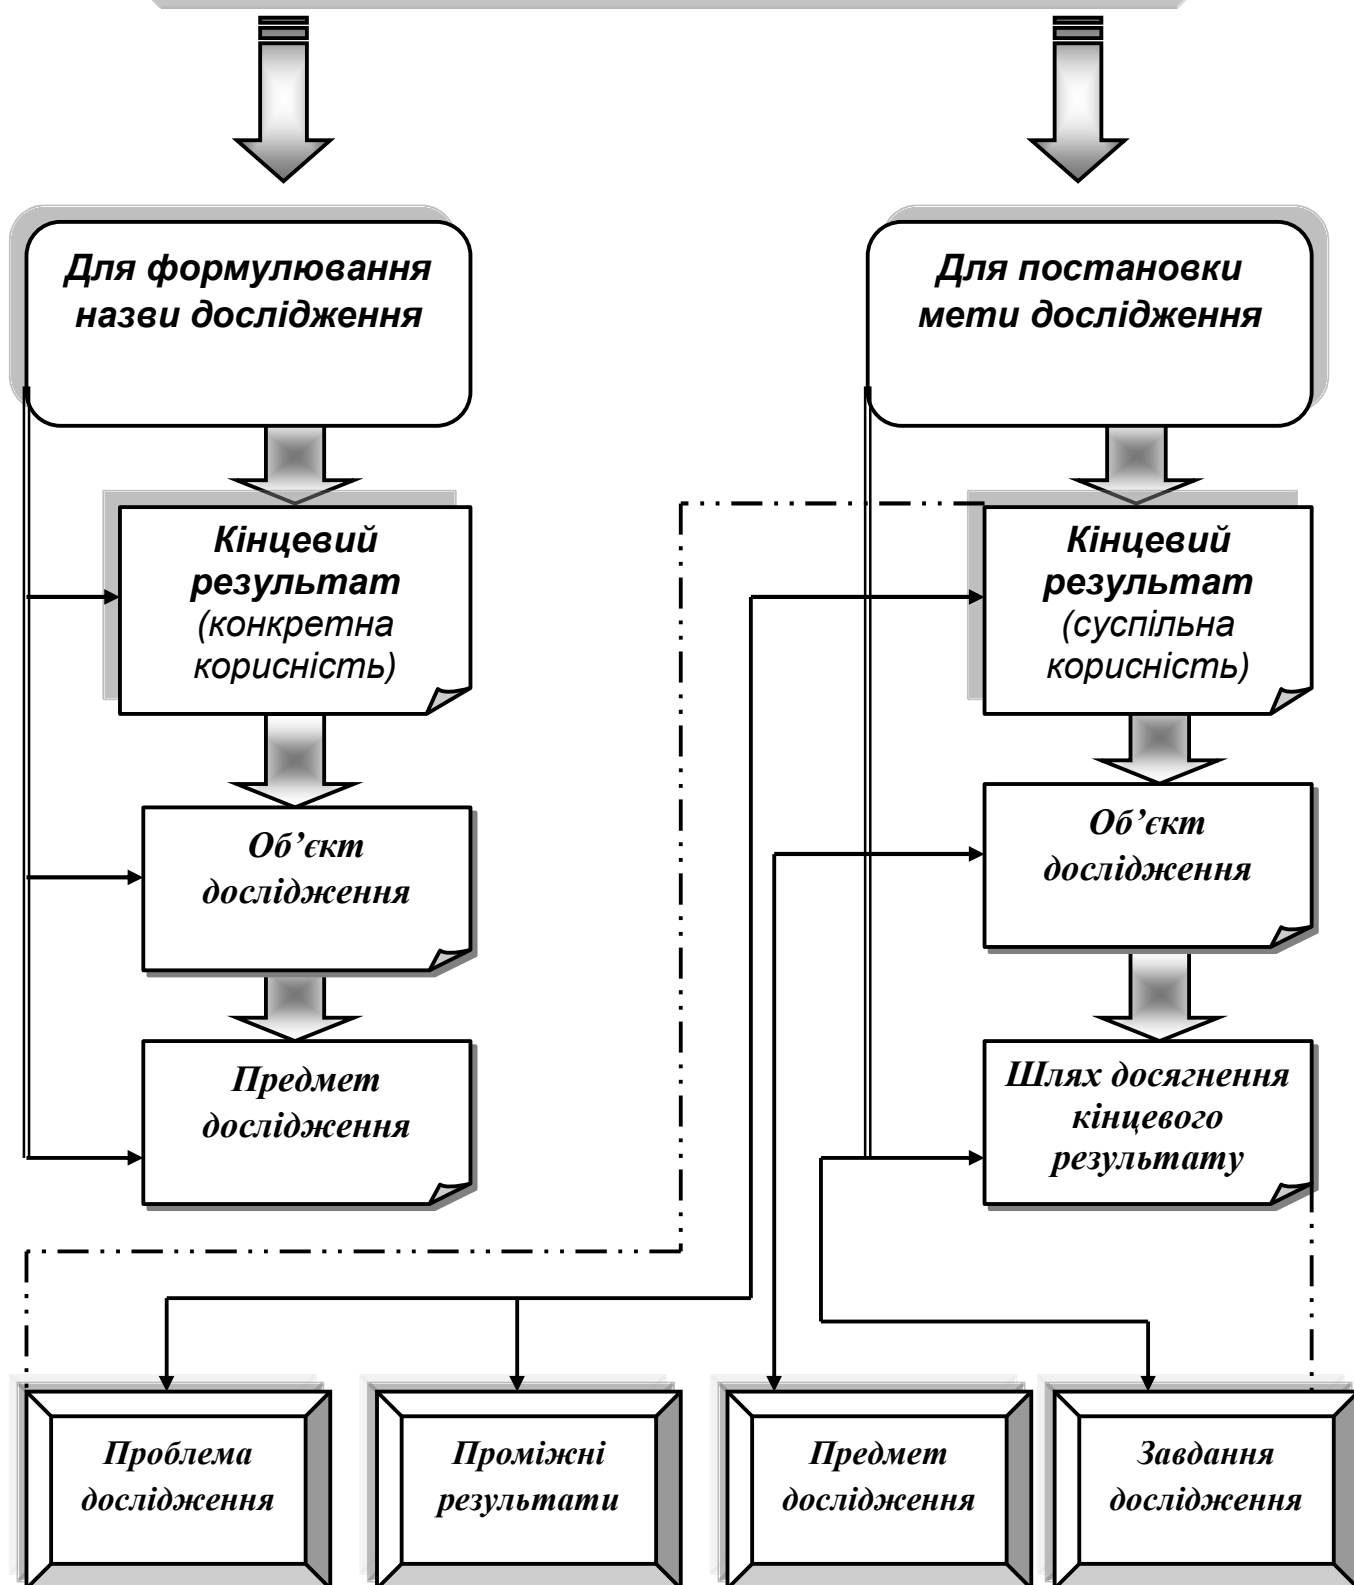 Для формулювання
назви дослідження
Для постановки
мети дослідження
Кінцевий
результат
(конкретна
корисність)
Кінцевий
результат
(суспільна
корисність)
Об’єкт
дослідження
Об’єкт
дослідження
Предмет
дослідження
Шлях досягнення
кінцевого
результату
Проблема
дослідження
Проміжні
результати
Предмет
дослідження
Завдання
дослідження